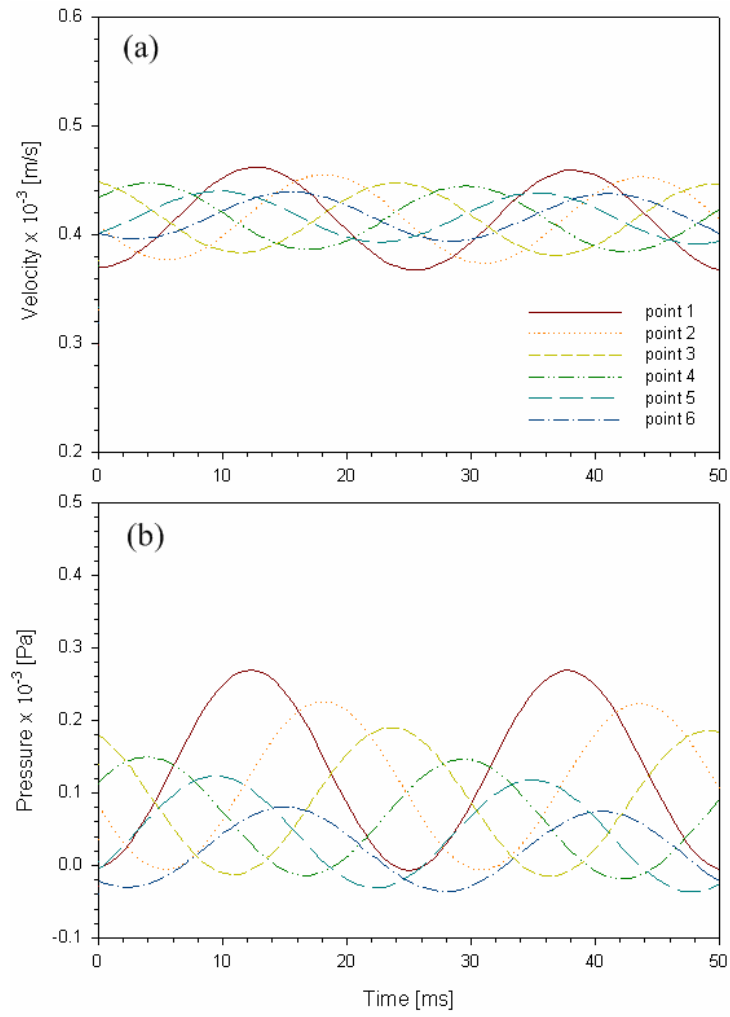 (a)
0.6
0.5
0.4
0.3
0.2
Velocity x 10⁻³ [m/s]
point 1
point 2
point 3
point 4
point 5
point 6
0 10 20 30 40 50
(b)
0.5
0.4
0.3
0.2
0.1
0.0
-0.1
Pressure x 10⁻³ [Pa]
0 10 20 30 40 50
Time [ms]